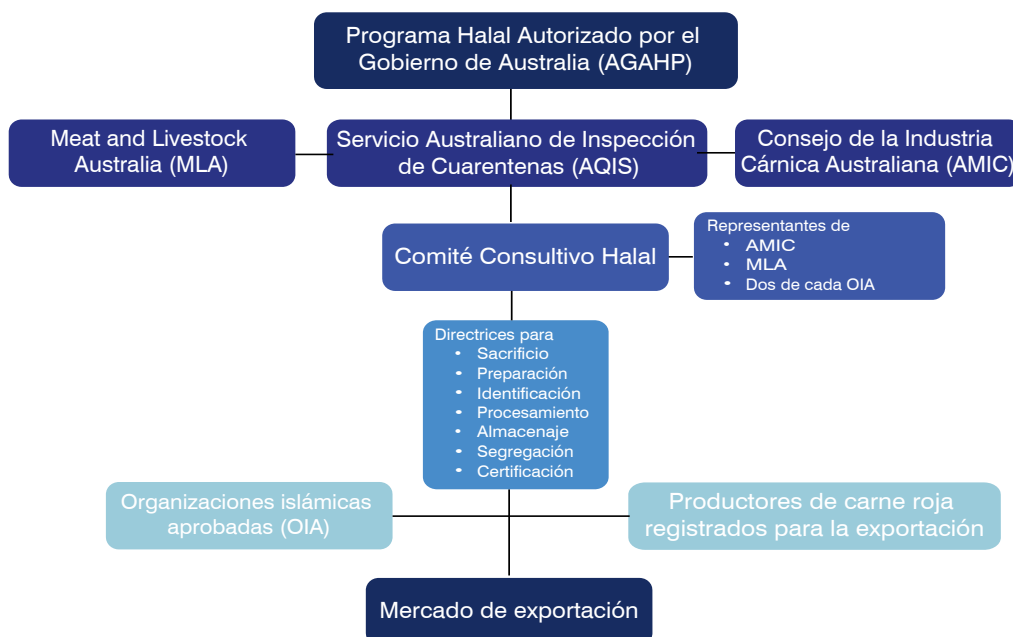 Programa Halal Autorizado por el
Gobierno de Australia (AGAHP)
Meat and Livestock
Australia (MLA)
Servicio Australiano de Inspección
de Cuarentenas (AQIS)
Consejo de la Industria
Cárnica Australiana (AMIC)
Comité Consultivo Halal
Representantes de
• AMIC
• MLA
• Dos de cada OIA
Directrices para
• Sacrificio
• Preparación
• Identificación
• Procesamiento
• Almacenaje
• Segregación
• Certificación
Organizaciones islámicas
aprobadas (OIA)
Productores de carne roja
registrados para la exportación
Mercado de exportación